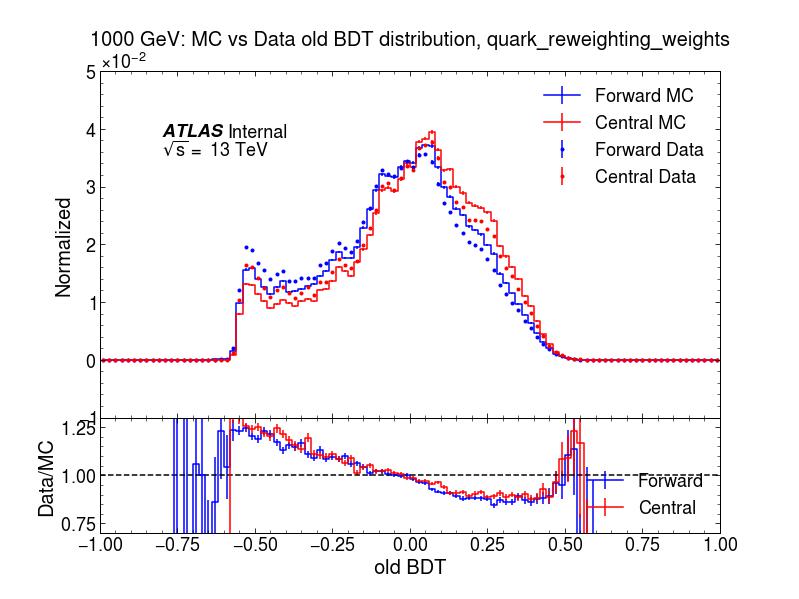 1000 GeV: MC vs Data old BDT distribution, quark_reweighting_weights
×10⁻²
5
4
3
2
1
0
Normalized
ATLAS Internal
√s = 13 TeV
Forward MC
Central MC
Forward Data
Central Data
1.25
1.00
0.75
Data/MC
Forward
Central
−1.00 −0.75 −0.50 −0.25 0.00 0.25 0.50 0.75 1.00
old BDT